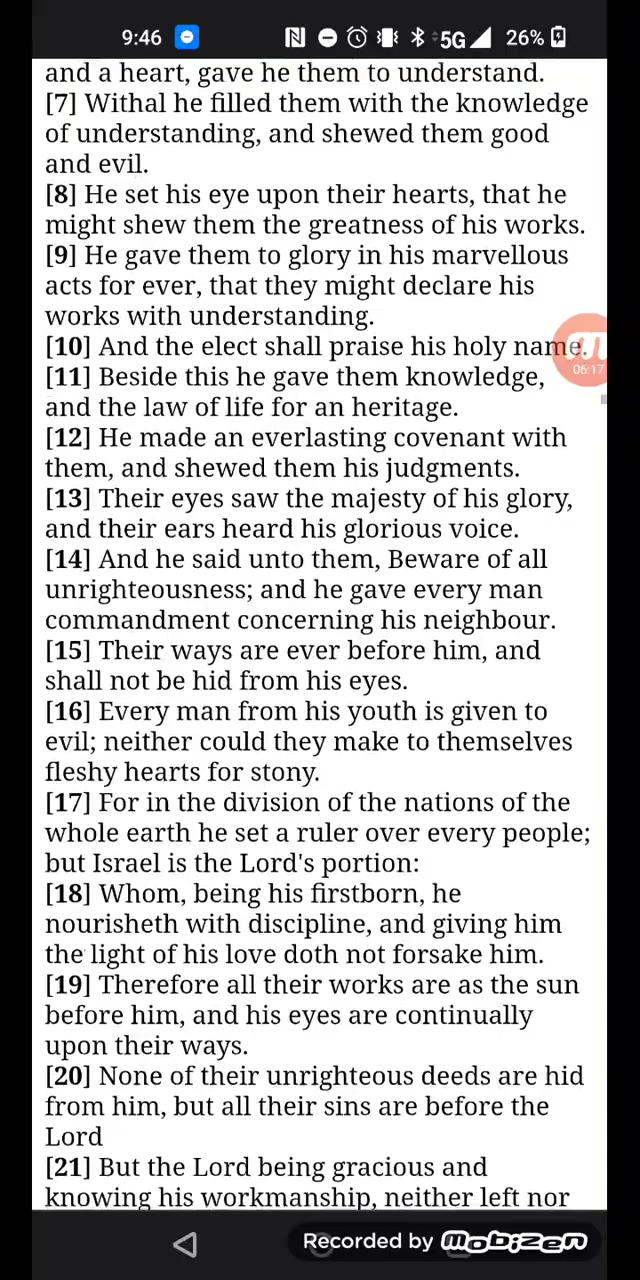 9:46
5G
26%
and a heart, gave he them to understand.
[7] Withal he filled them with the knowledge
of understanding, and shewed them good
and evil.
[8] He set his eye upon their hearts, that he
might shew them the greatness of his works.
[9] He gave them to glory in his marvellous
acts for ever, that they might declare his
works with understanding.
[10] And the elect shall praise his holy name.
06:17
[11] Beside this he gave them knowledge,
and the law of life for an heritage.
[12] He made an everlasting covenant with
them, and shewed them his judgments.
[13] Their eyes saw the majesty of his glory,
and their ears heard his glorious voice.
[14] And he said unto them, Beware of all
unrighteousness; and he gave every man
commandment concerning his neighbour.
[15] Their ways are ever before him, and
shall not be hid from his eyes.
[16] Every man from his youth is given to
evil; neither could they make to themselves
fleshy hearts for stony.
[17] For in the division of the nations of the
whole earth he set a ruler over every people;
but Israel is the Lord's portion:
[18] Whom, being his firstborn, he
nourisheth with discipline, and giving him
the light of his love doth not forsake him.
[19] Therefore all their works are as the sun
before him, and his eyes are continually
upon their ways.
[20] None of their unrighteous deeds are hid
from him, but all their sins are before the
Lord
[21] But the Lord being gracious and
knowing his workmanship, neither left nor
Recorded by mobizen